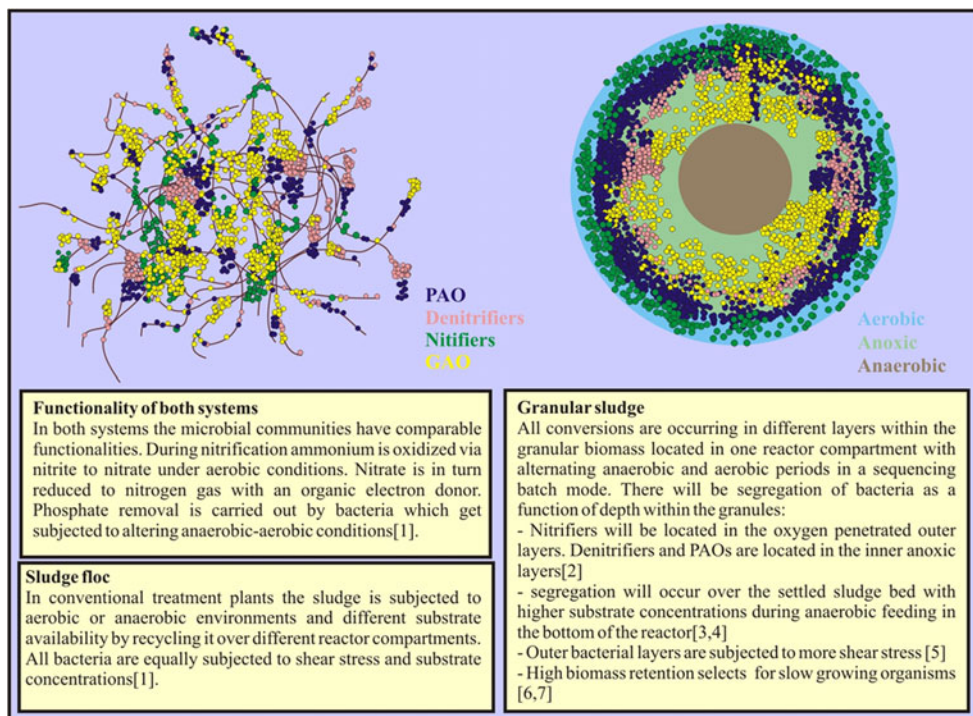 PAO
Denitrifiers
Nitifiers
GAO
Aerobic
Anoxic
Anaerobic
Functionality of both systems
In both systems the microbial communities have comparable
functionalities. During nitrification ammonium is oxidized via
nitrite to nitrate under aerobic conditions. Nitrate is in turn
reduced to nitrogen gas with an organic electron donor.
Phosphate removal is carried out by bacteria which get
subjected to altering anaerobic-aerobic conditions[1].
Sludge floc
In conventional treatment plants the sludge is subjected to
aerobic or anaerobic environments and different substrate
availability by recycling it over different reactor compartments.
All bacteria are equally subjected to shear stress and substrate
concentrations[1].
Granular sludge
All conversions are occurring in different layers within the
granular biomass located in one reactor compartment with
alternating anaerobic and aerobic periods in a sequencing
batch mode. There will be segregation of bacteria as a
function of depth within the granules:
- Nitrifiers will be located in the oxygen penetrated outer
layers. Denitrifiers and PAOs are located in the inner anoxic
layers[2]
- segregation will occur over the settled sludge bed with
higher substrate concentrations during anaerobic feeding in
the bottom of the reactor[3,4]
- Outer bacterial layers are subjected to more shear stress [5]
- High biomass retention selects for slow growing organisms
[6,7]